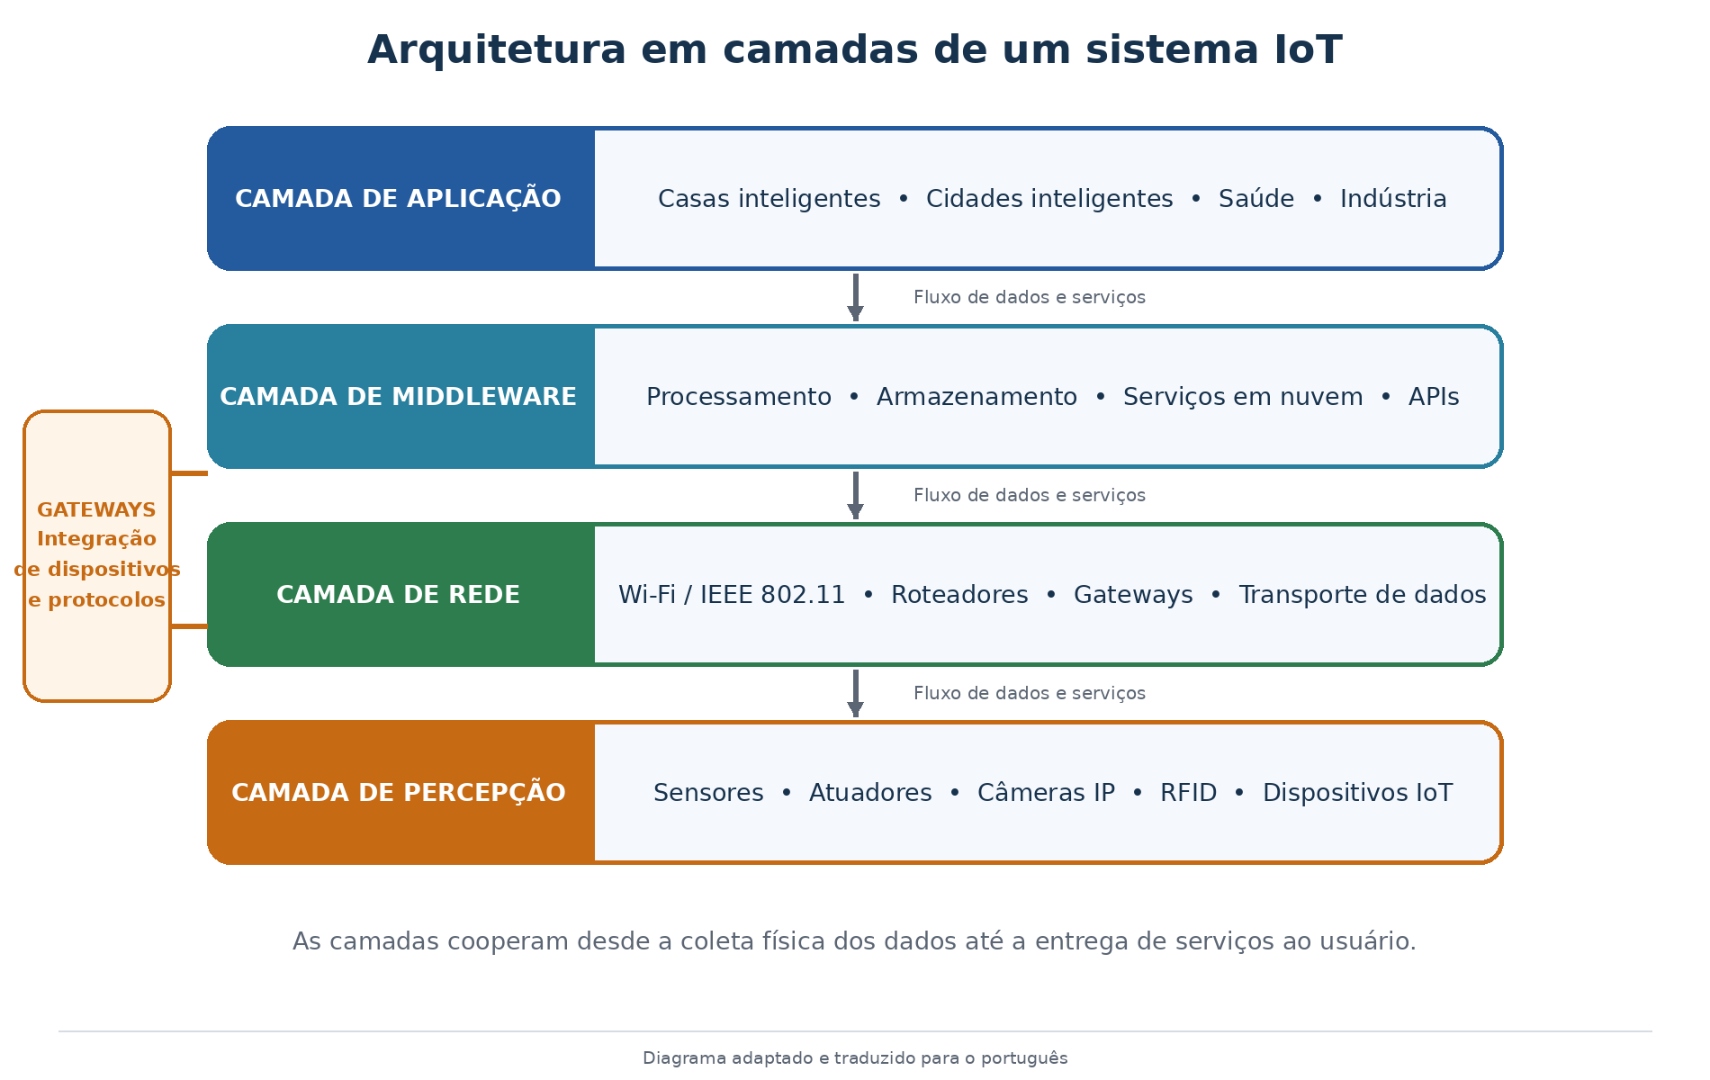 Arquitetura em camadas de um sistema IoT
CAMADA DE APLICAÇÃO
Casas inteligentes • Cidades inteligentes • Saúde • Indústria
Fluxo de dados e serviços
CAMADA DE MIDDLEWARE
Processamento • Armazenamento • Serviços em nuvem • APIs
Fluxo de dados e serviços
GATEWAYS
Integração
de dispositivos
e protocolos
CAMADA DE REDE
Wi-Fi / IEEE 802.11 • Roteadores • Gateways • Transporte de dados
Fluxo de dados e serviços
CAMADA DE PERCEPÇÃO
Sensores • Atuadores • Câmeras IP • RFID • Dispositivos IoT
As camadas cooperam desde a coleta física dos dados até a entrega de serviços ao usuário.
Diagrama adaptado e traduzido para o português